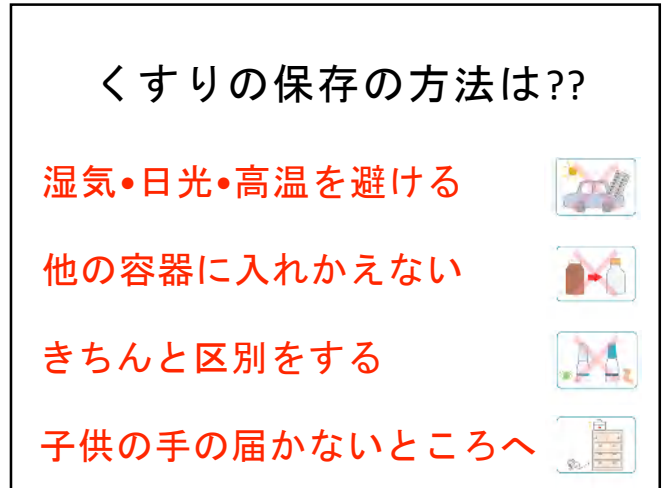 くすりの保存の方法は??
湿気•日光•高温を避ける
他の容器に入れかえない
きちんと区別をする
子供の手の届かないところへ